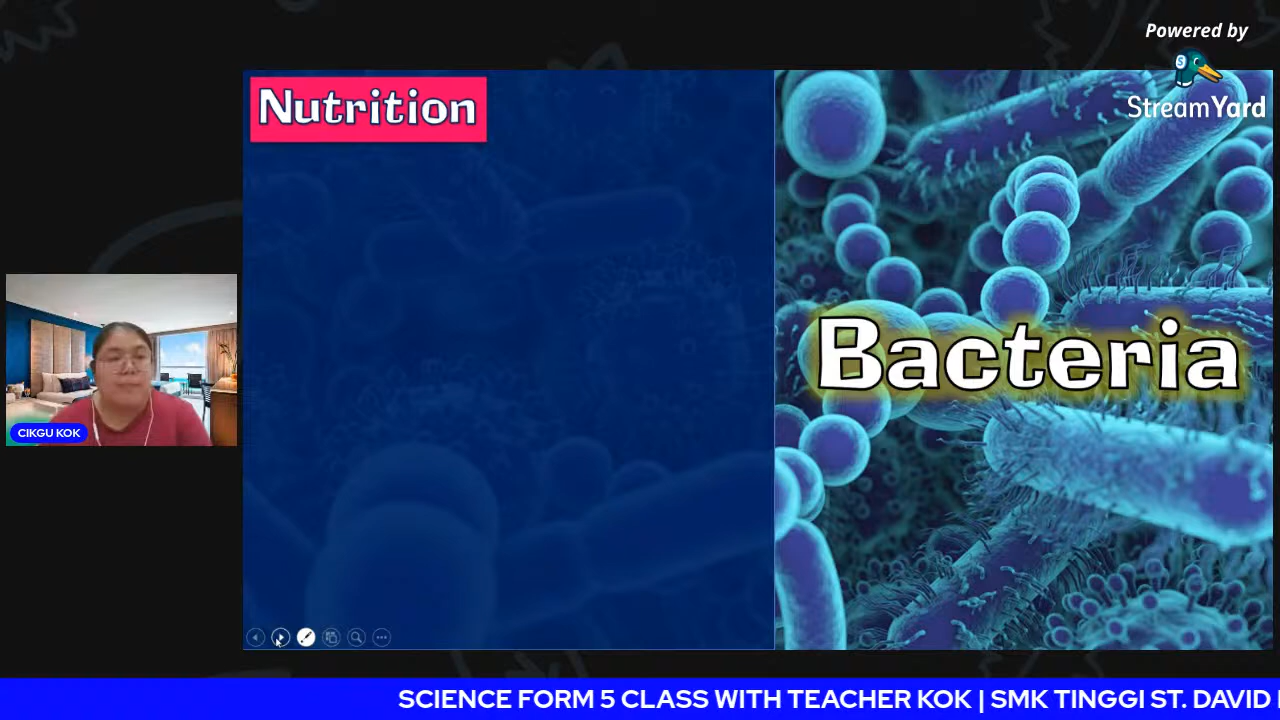 Powered by
StreamYard
Nutrition
Bacteria
CIKGU KOK
SCIENCE FORM 5 CLASS WITH TEACHER KOK | SMK TINGGI ST. DAVID